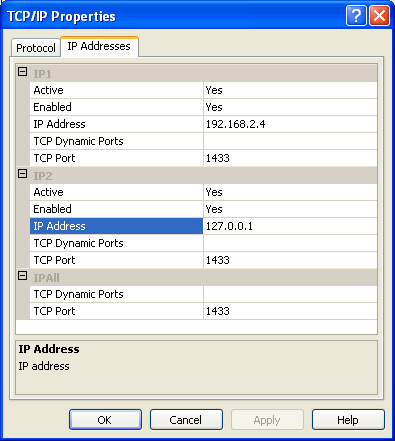 TCP/IP Properties
Protocol IP Addresses
IP1
Active Yes
Enabled Yes
IP Address 192.168.2.4
TCP Dynamic Ports
TCP Port 1433
IP2
Active Yes
Enabled Yes
IP Address 127.0.0.1
TCP Dynamic Ports
TCP Port 1433
IPAll
TCP Dynamic Ports
TCP Port 1433
IP Address
IP address
OK Cancel Apply Help